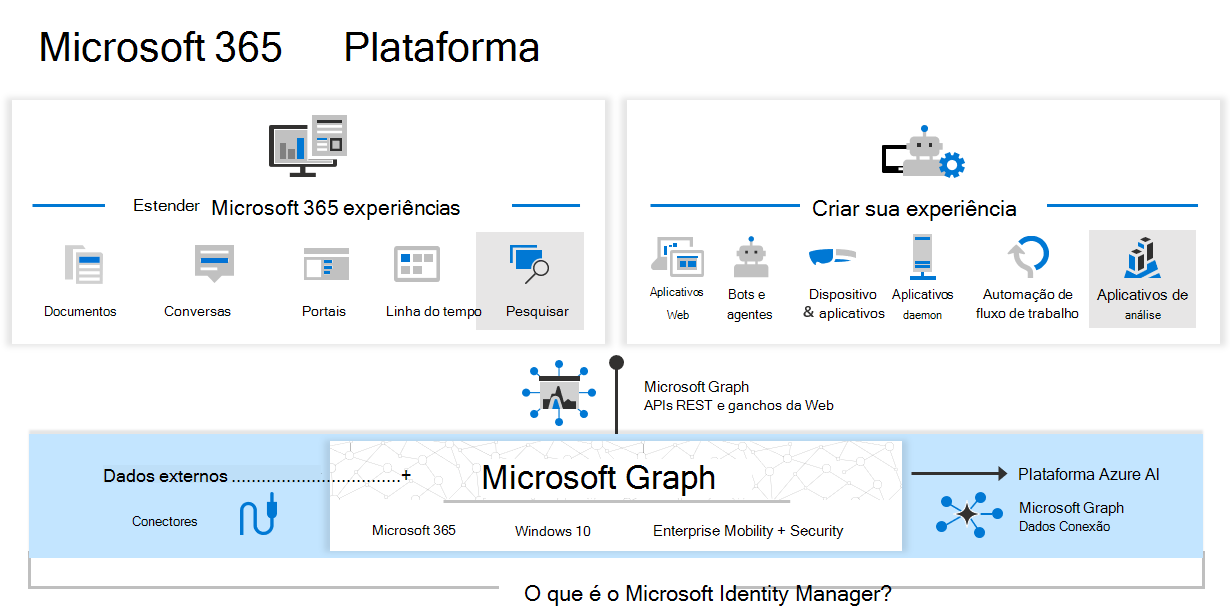 Microsoft 365 Plataforma
Estender Microsoft 365 experiências
Documentos
Conversas
Portais
Linha do tempo
Pesquisar
Criar sua experiência
Aplicativos
Web
Bots e
agentes
Dispositivo
& aplicativos
Aplicativos
daemon
Automação de
fluxo de trabalho
Aplicativos de
análise
Microsoft Graph
APIs REST e ganchos da Web
Dados externos ..................................+
Conectores
Microsoft Graph
Microsoft 365
Windows 10
Enterprise Mobility + Security
Plataforma Azure AI
Microsoft Graph
Dados Conexão
O que é o Microsoft Identity Manager?